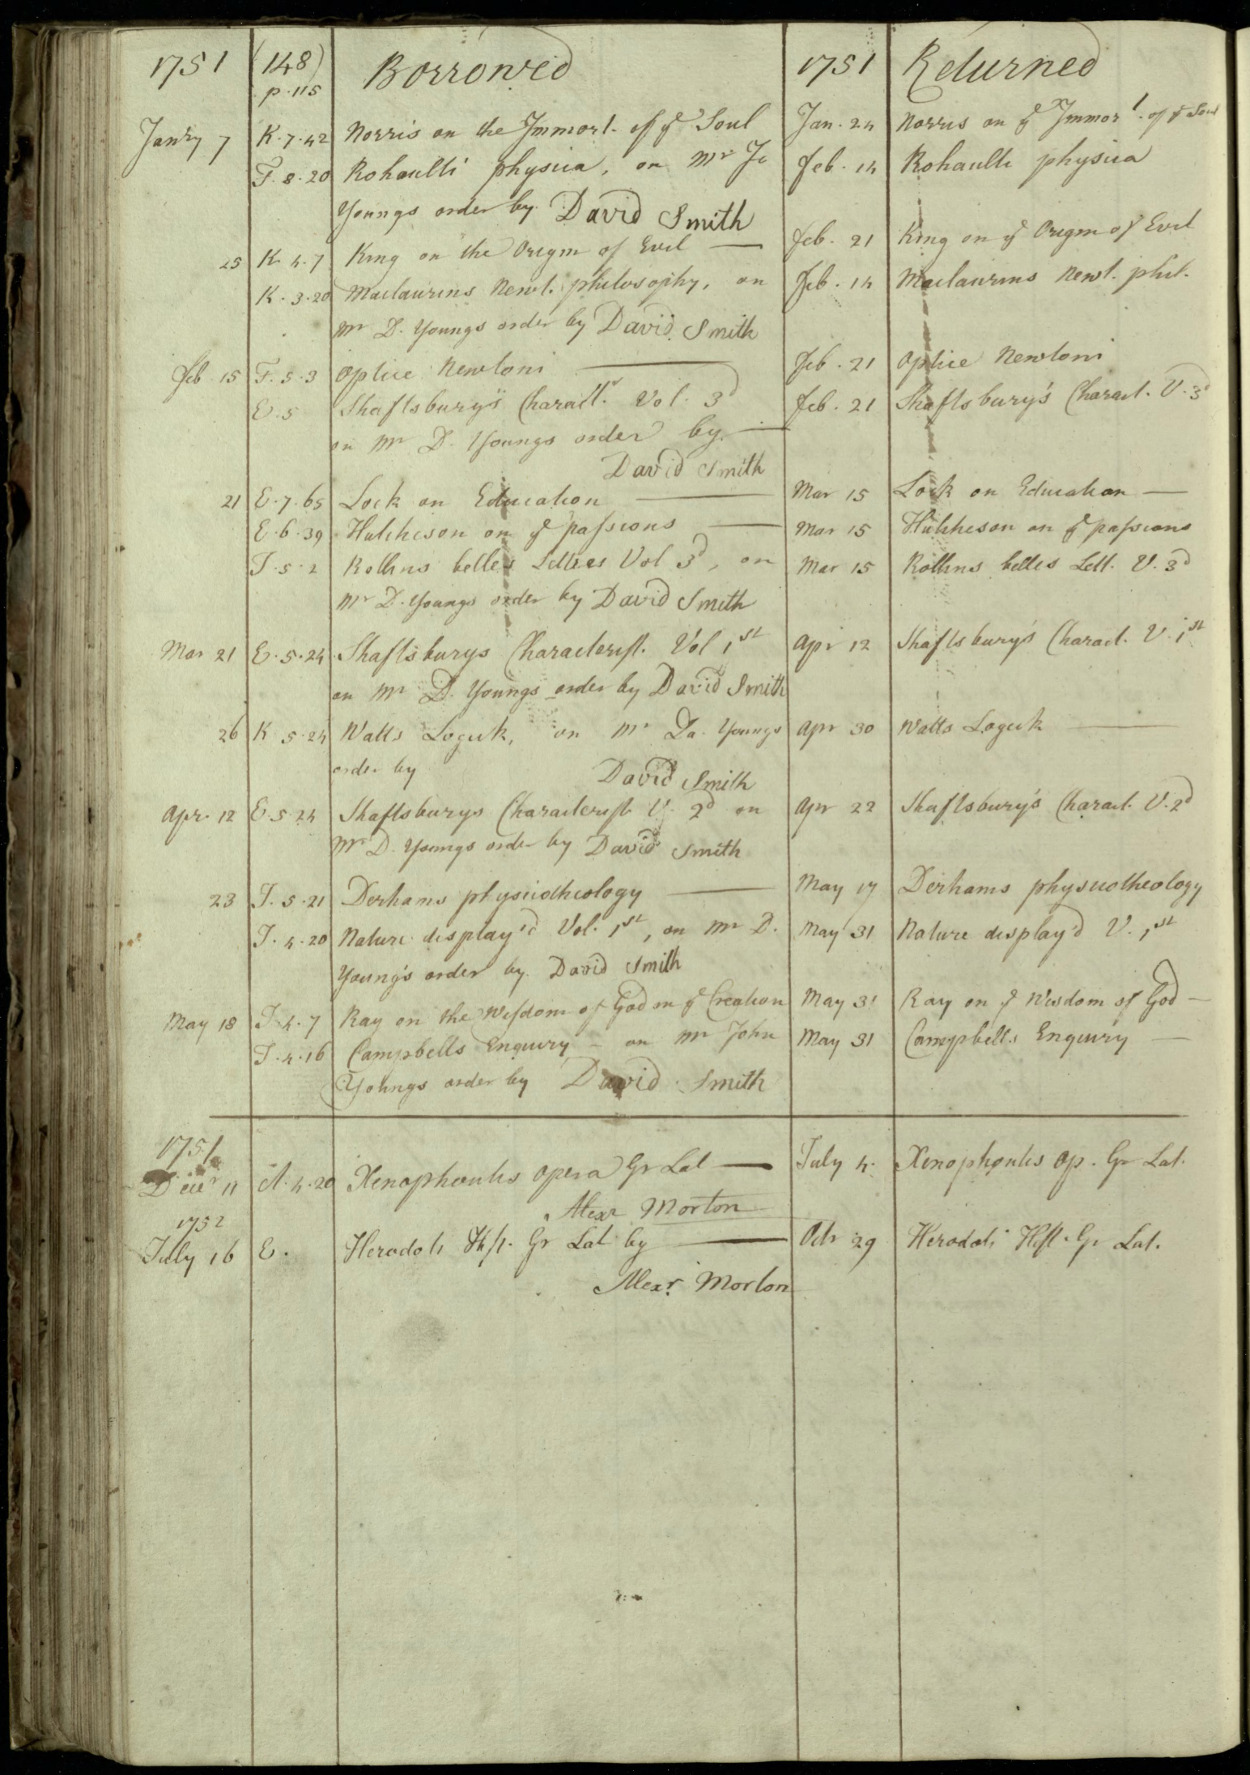 1751 (148) Borrowed 1751 Returned
p. 115
Janry 7 K. 7. 42 Norris on the Immort. of ye Soul Jan. 24 Norris on ye Immort. of ye Soul
F. 8. 20 Rohaulti physica, on Mr Jo Feb. 14 Rohaulti physica
Youngs order by David Smith
25 K. 4. 7 King on the Origin of Evil — Feb. 21 King on ye Origin of Evil
K. 3. 20 Maclaurins Newt. philosophy, on Feb. 14 Maclaurins Newt. phil.
Mr D. Youngs order by David Smith
Feb. 15 F. 5. 3 Optice Newtoni — Feb. 21 Optice Newtoni
E. 5 Shaftsbury's Charactr. Vol. 3d Feb. 21 Shaftsbury's Charact. V. 3d
on Mr D. Youngs order by —
David Smith
21 E. 7. 65 Lock on Education — Mar 15 Lock on Education —
E. 6. 39 Hutcheson on ye passions — Mar 15 Hutcheson on ye passions
I. 5. 2 Rollins belles Lettres Vol 3d, on Mar 15 Rollins belles Lett. V. 3d
Mr D. Youngs order by David Smith
Mar 21 E. 5. 24 Shaftsburys Characterist. Vol 1st Apr 12 Shaftsbury's Charact. V. 1st
on Mr D. Youngs order by David Smith
26 K 5. 24 Watts Logick, on Mr Da. Youngs Apr 30 Watts Logick —
order by David Smith
Apr. 12 E. 5 24 Shaftsburys Characterist. V. 2d on Apr 22 Shaftsbury's Charact. V. 2d
Mr D. Youngs order by David Smith
23 I. 5. 21 Derhams physicotheology — May 17 Derhams physicotheology
I. 4. 20 Nature display'd Vol. 1st, on Mr D. May 31 Nature display'd V. 1st
Young's order by David Smith
May 18 I. 4. 7 Ray on the Wisdom of God in ye Creation May 31 Ray on ye Wisdom of God —
I. 4. 16 Campbells Enquiry — on Mr John May 31 Campbells Enquiry —
Youngs order by David Smith
1751
Decr 11 A. 4. 20 Xenophontis Opera Gr Lat — July 4. Xenophontis Op. Gr Lat.
Alexr Morton
1752
July 16 E. Herodoti Hist. Gr Lat by — Octr 29 Herodoti Hist. Gr Lat.
Alexr. Morton